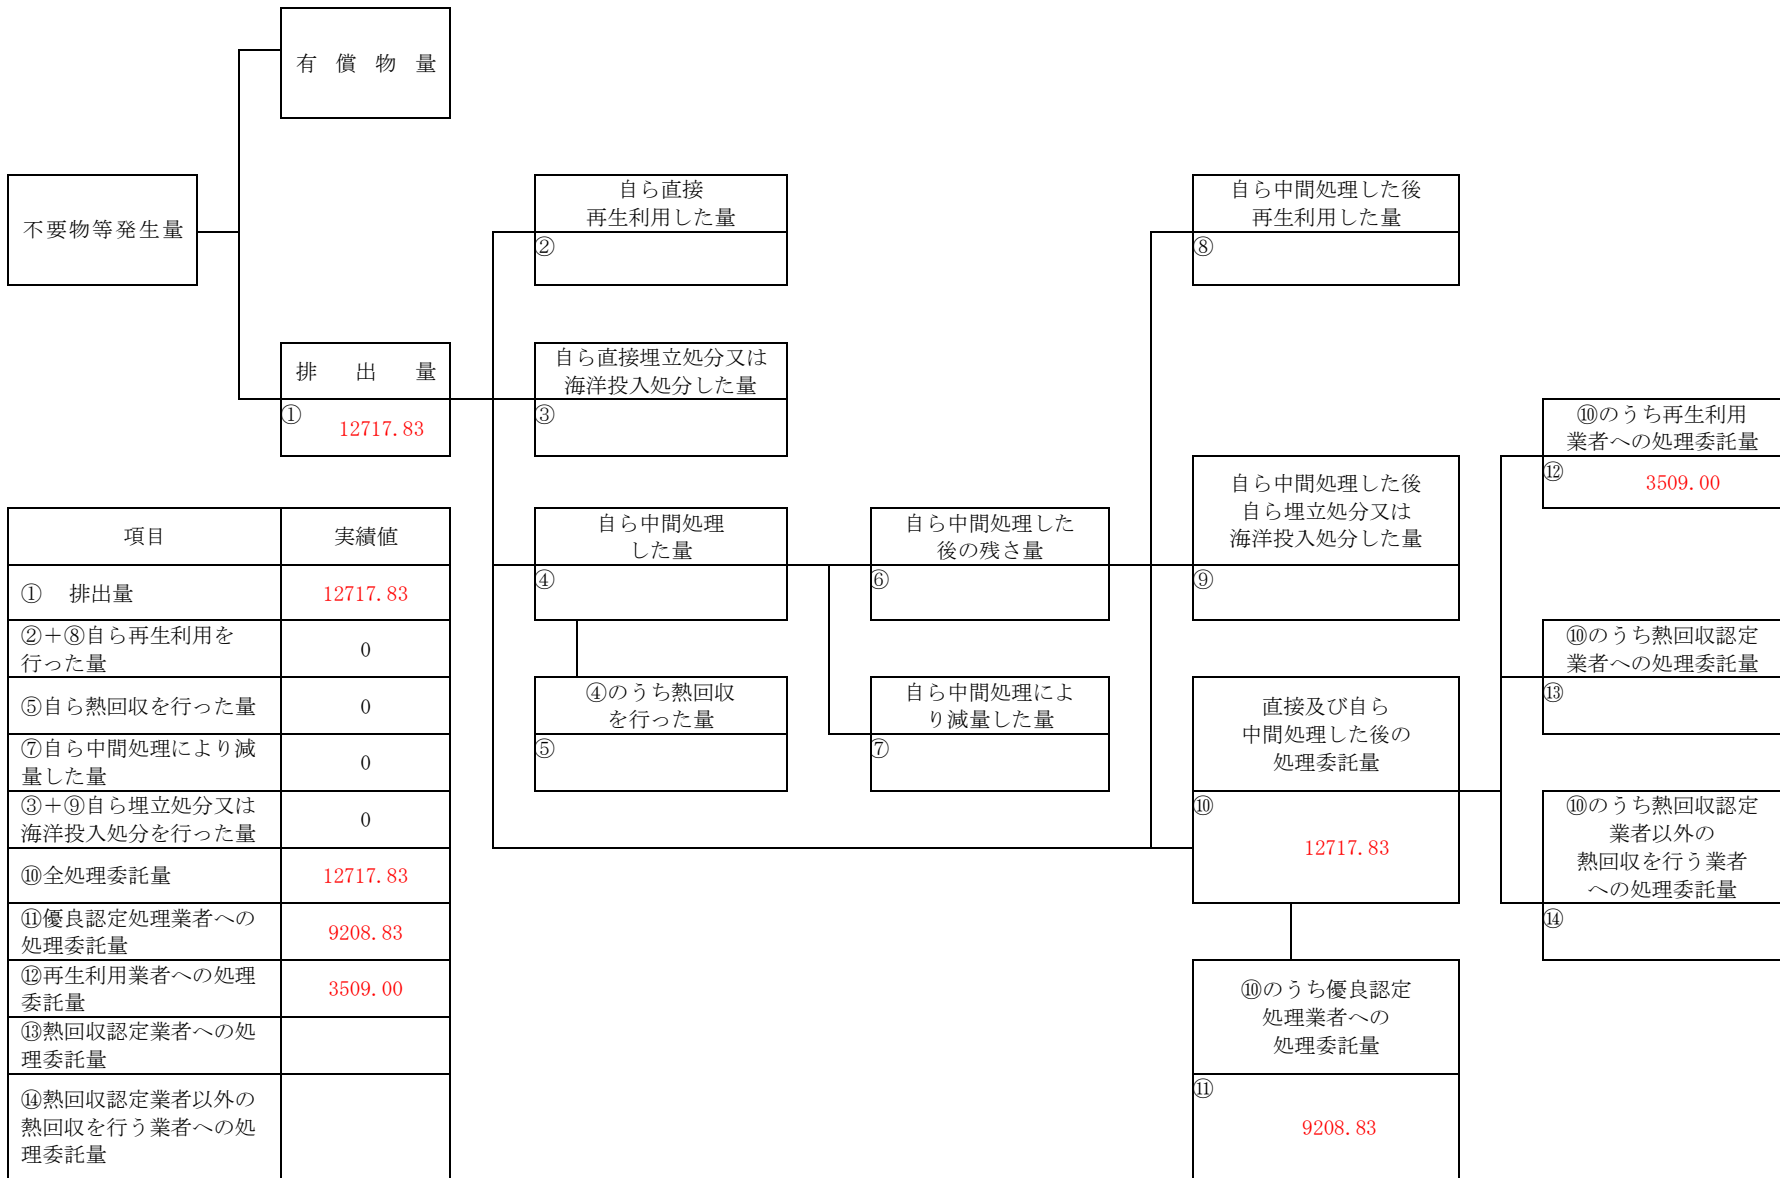 有償物量
不要物等発生量
自ら直接
再生利用した量
②
自ら中間処理した後
再生利用した量
⑧
排出量
①
12717.83
自ら直接埋立処分又は
海洋投入処分した量
③
⑩のうち再生利用
業者への処理委託量
⑫
3509.00
自ら中間処理した後
自ら埋立処分又は
海洋投入処分した量
⑨
自ら中間処理
した量
④
自ら中間処理した
後の残さ量
⑥
⑩のうち熱回収認定
業者への処理委託量
⑬
④のうち熱回収
を行った量
⑤
自ら中間処理によ
り減量した量
⑦
直接及び自ら
中間処理した後の
処理委託量
⑩
12717.83
⑩のうち熱回収認定
業者以外の
熱回収を行う業者
への処理委託量
⑭
⑩のうち優良認定
処理業者への
処理委託量
⑪
9208.83
項目 実績値
① 排出量 12717.83
②＋⑧自ら再生利用を
行った量 0
⑤自ら熱回収を行った量 0
⑦自ら中間処理により減
量した量 0
③＋⑨自ら埋立処分又は
海洋投入処分を行った量 0
⑩全処理委託量 12717.83
⑪優良認定処理業者への
処理委託量 9208.83
⑫再生利用業者への処理
委託量 3509.00
⑬熱回収認定業者への処
理委託量
⑭熱回収認定業者以外の
熱回収を行う業者への処
理委託量